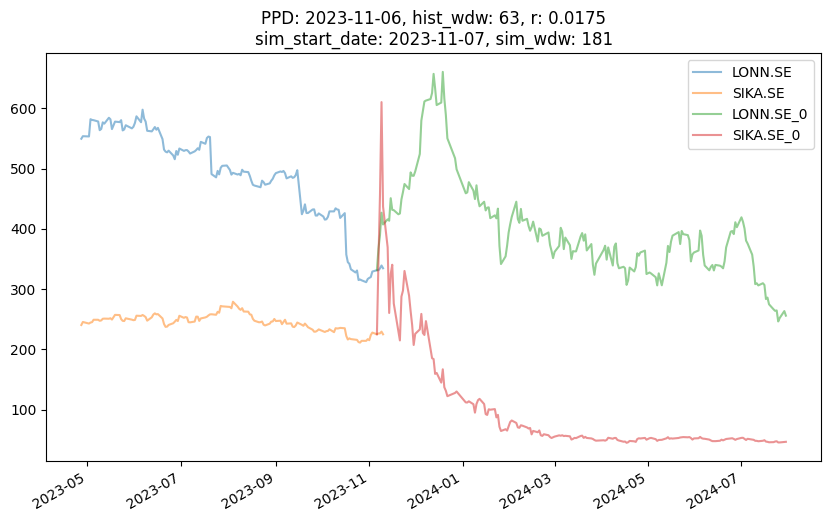 PPD: 2023-11-06, hist_wdw: 63, r: 0.0175
sim_start_date: 2023-11-07, sim_wdw: 181
LONN.SE
SIKA.SE
LONN.SE_0
SIKA.SE_0
600
500
400
300
200
100
2023-05
2023-07
2023-09
2023-11
2024-01
2024-03
2024-05
2024-07